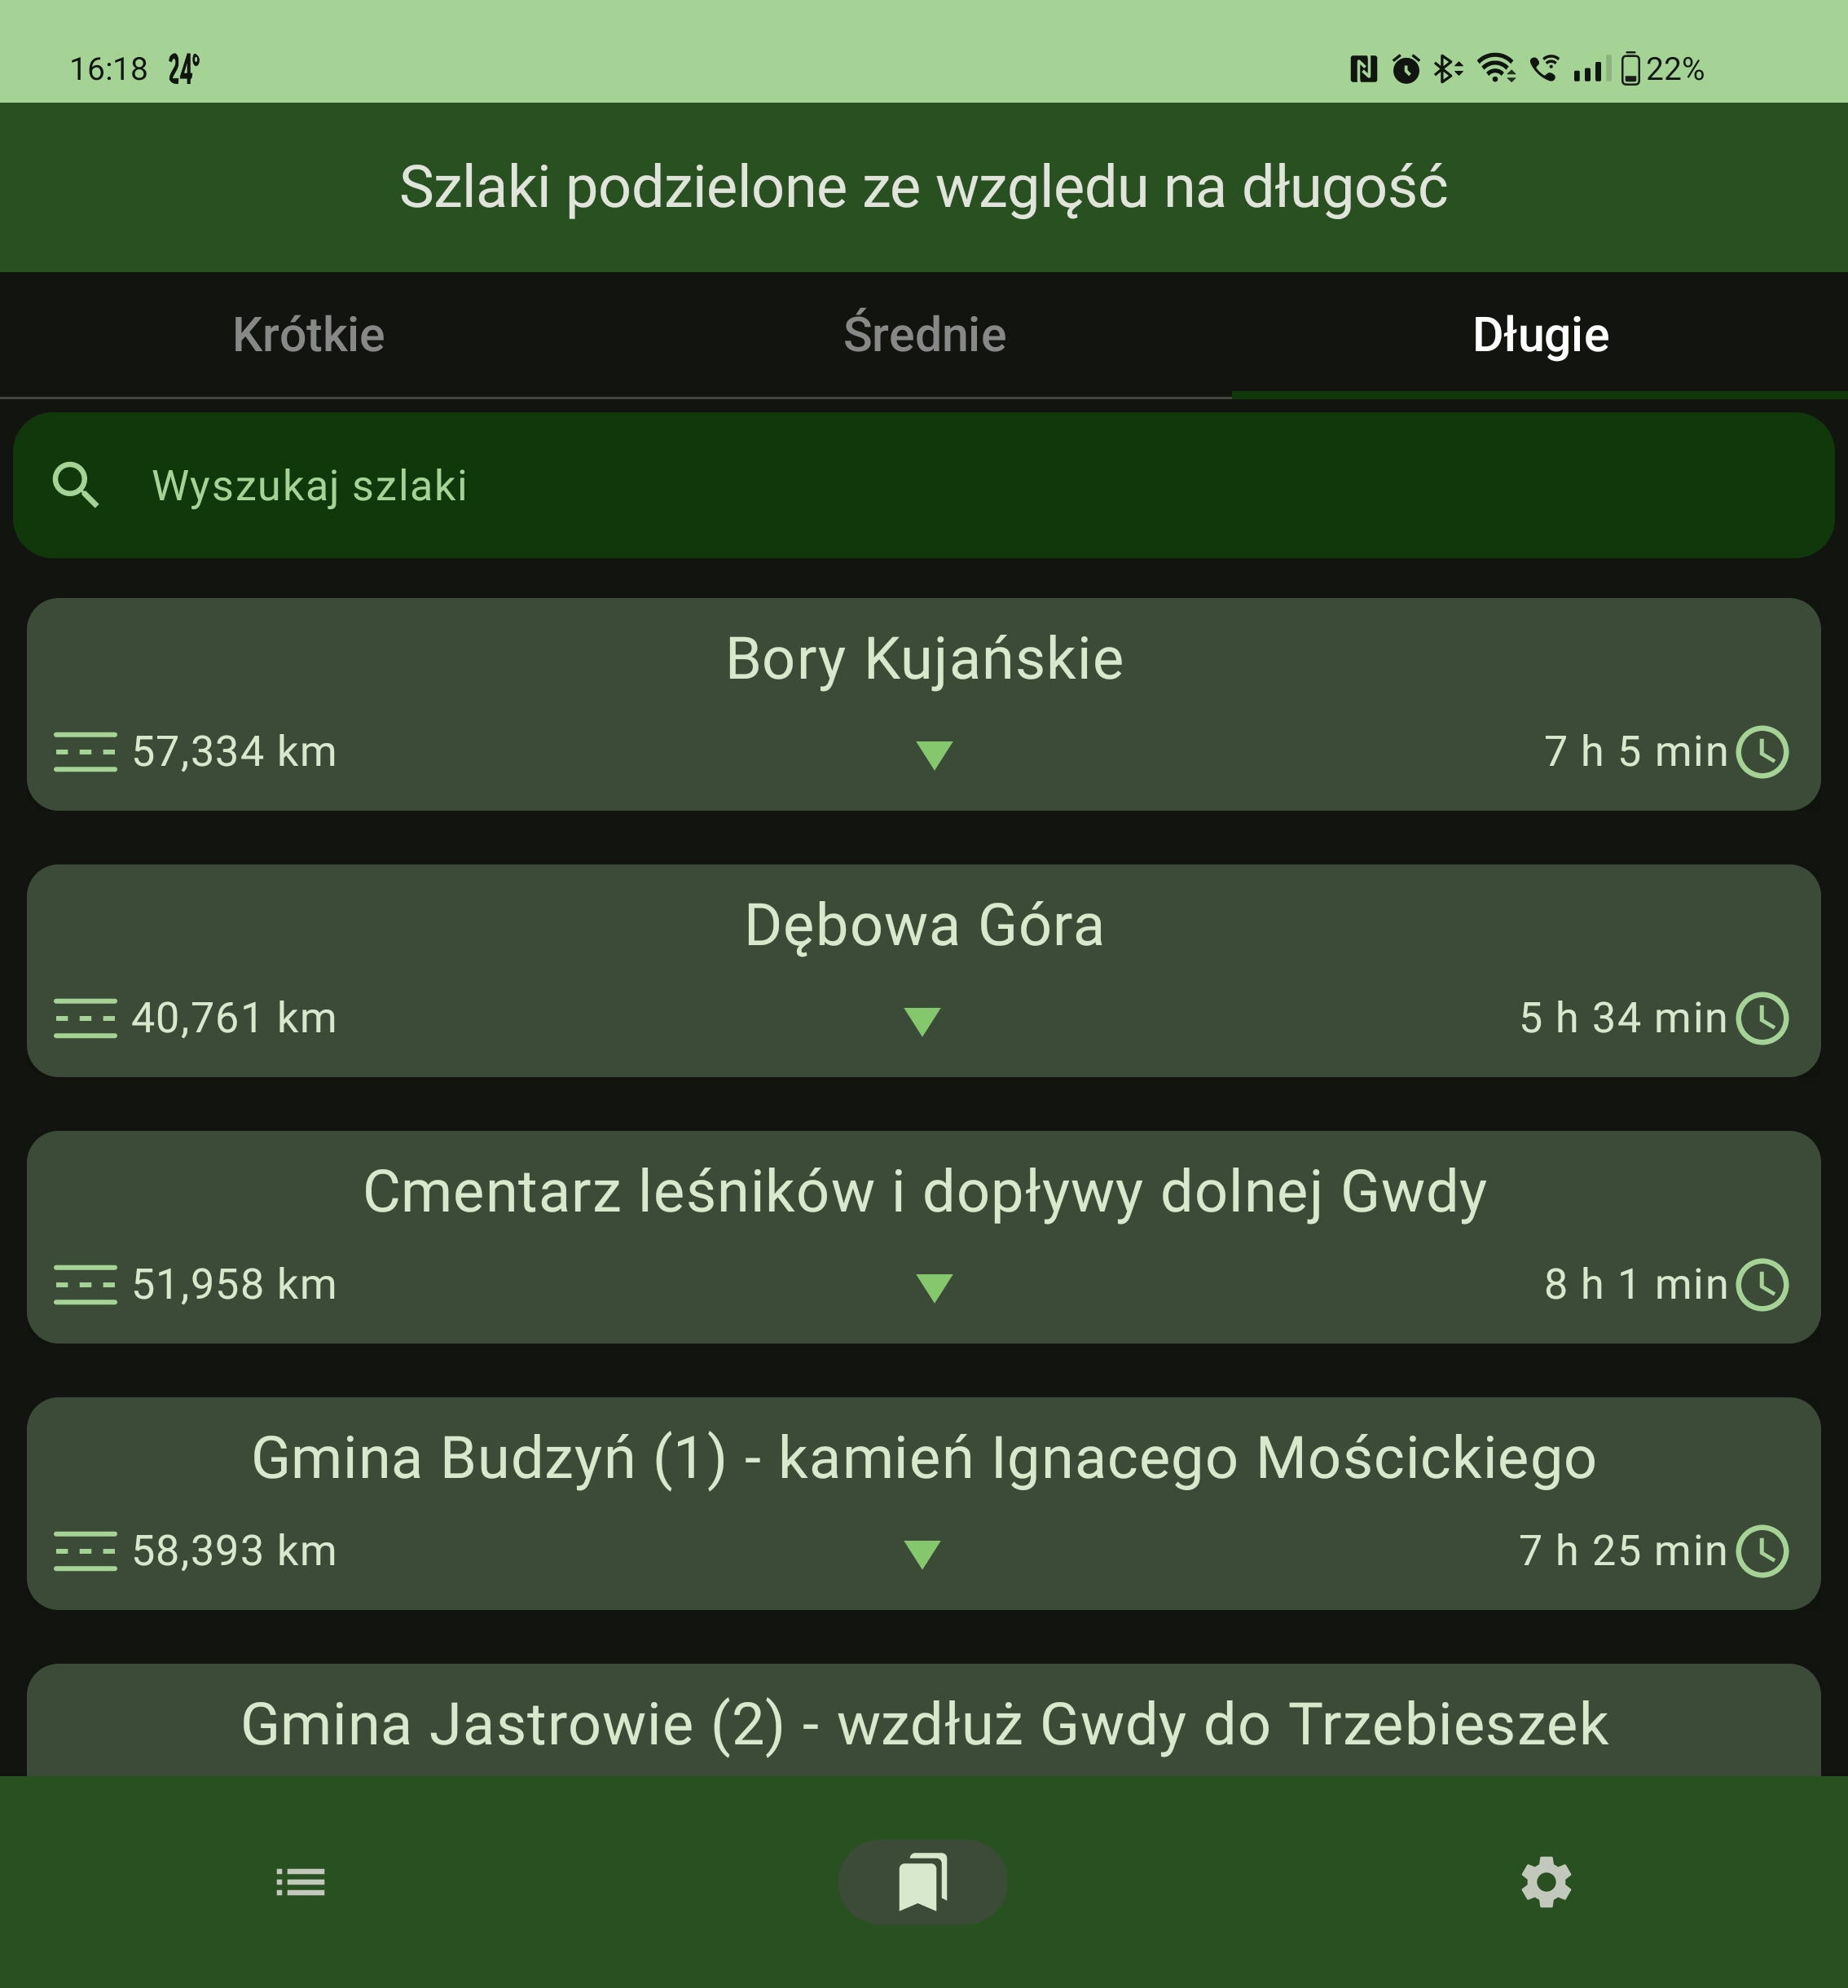 16:18 24° 22%
Szlaki podzielone ze względu na długość
Krótkie Średnie Długie
Wyszukaj szlaki
Bory Kujańskie
57,334 km 7 h 5 min
Dębowa Góra
40,761 km 5 h 34 min
Cmentarz leśników i dopływy dolnej Gwdy
51,958 km 8 h 1 min
Gmina Budzyń (1) - kamień Ignacego Mościckiego
58,393 km 7 h 25 min
Gmina Jastrowie (2) - wzdłuż Gwdy do Trzebieszek